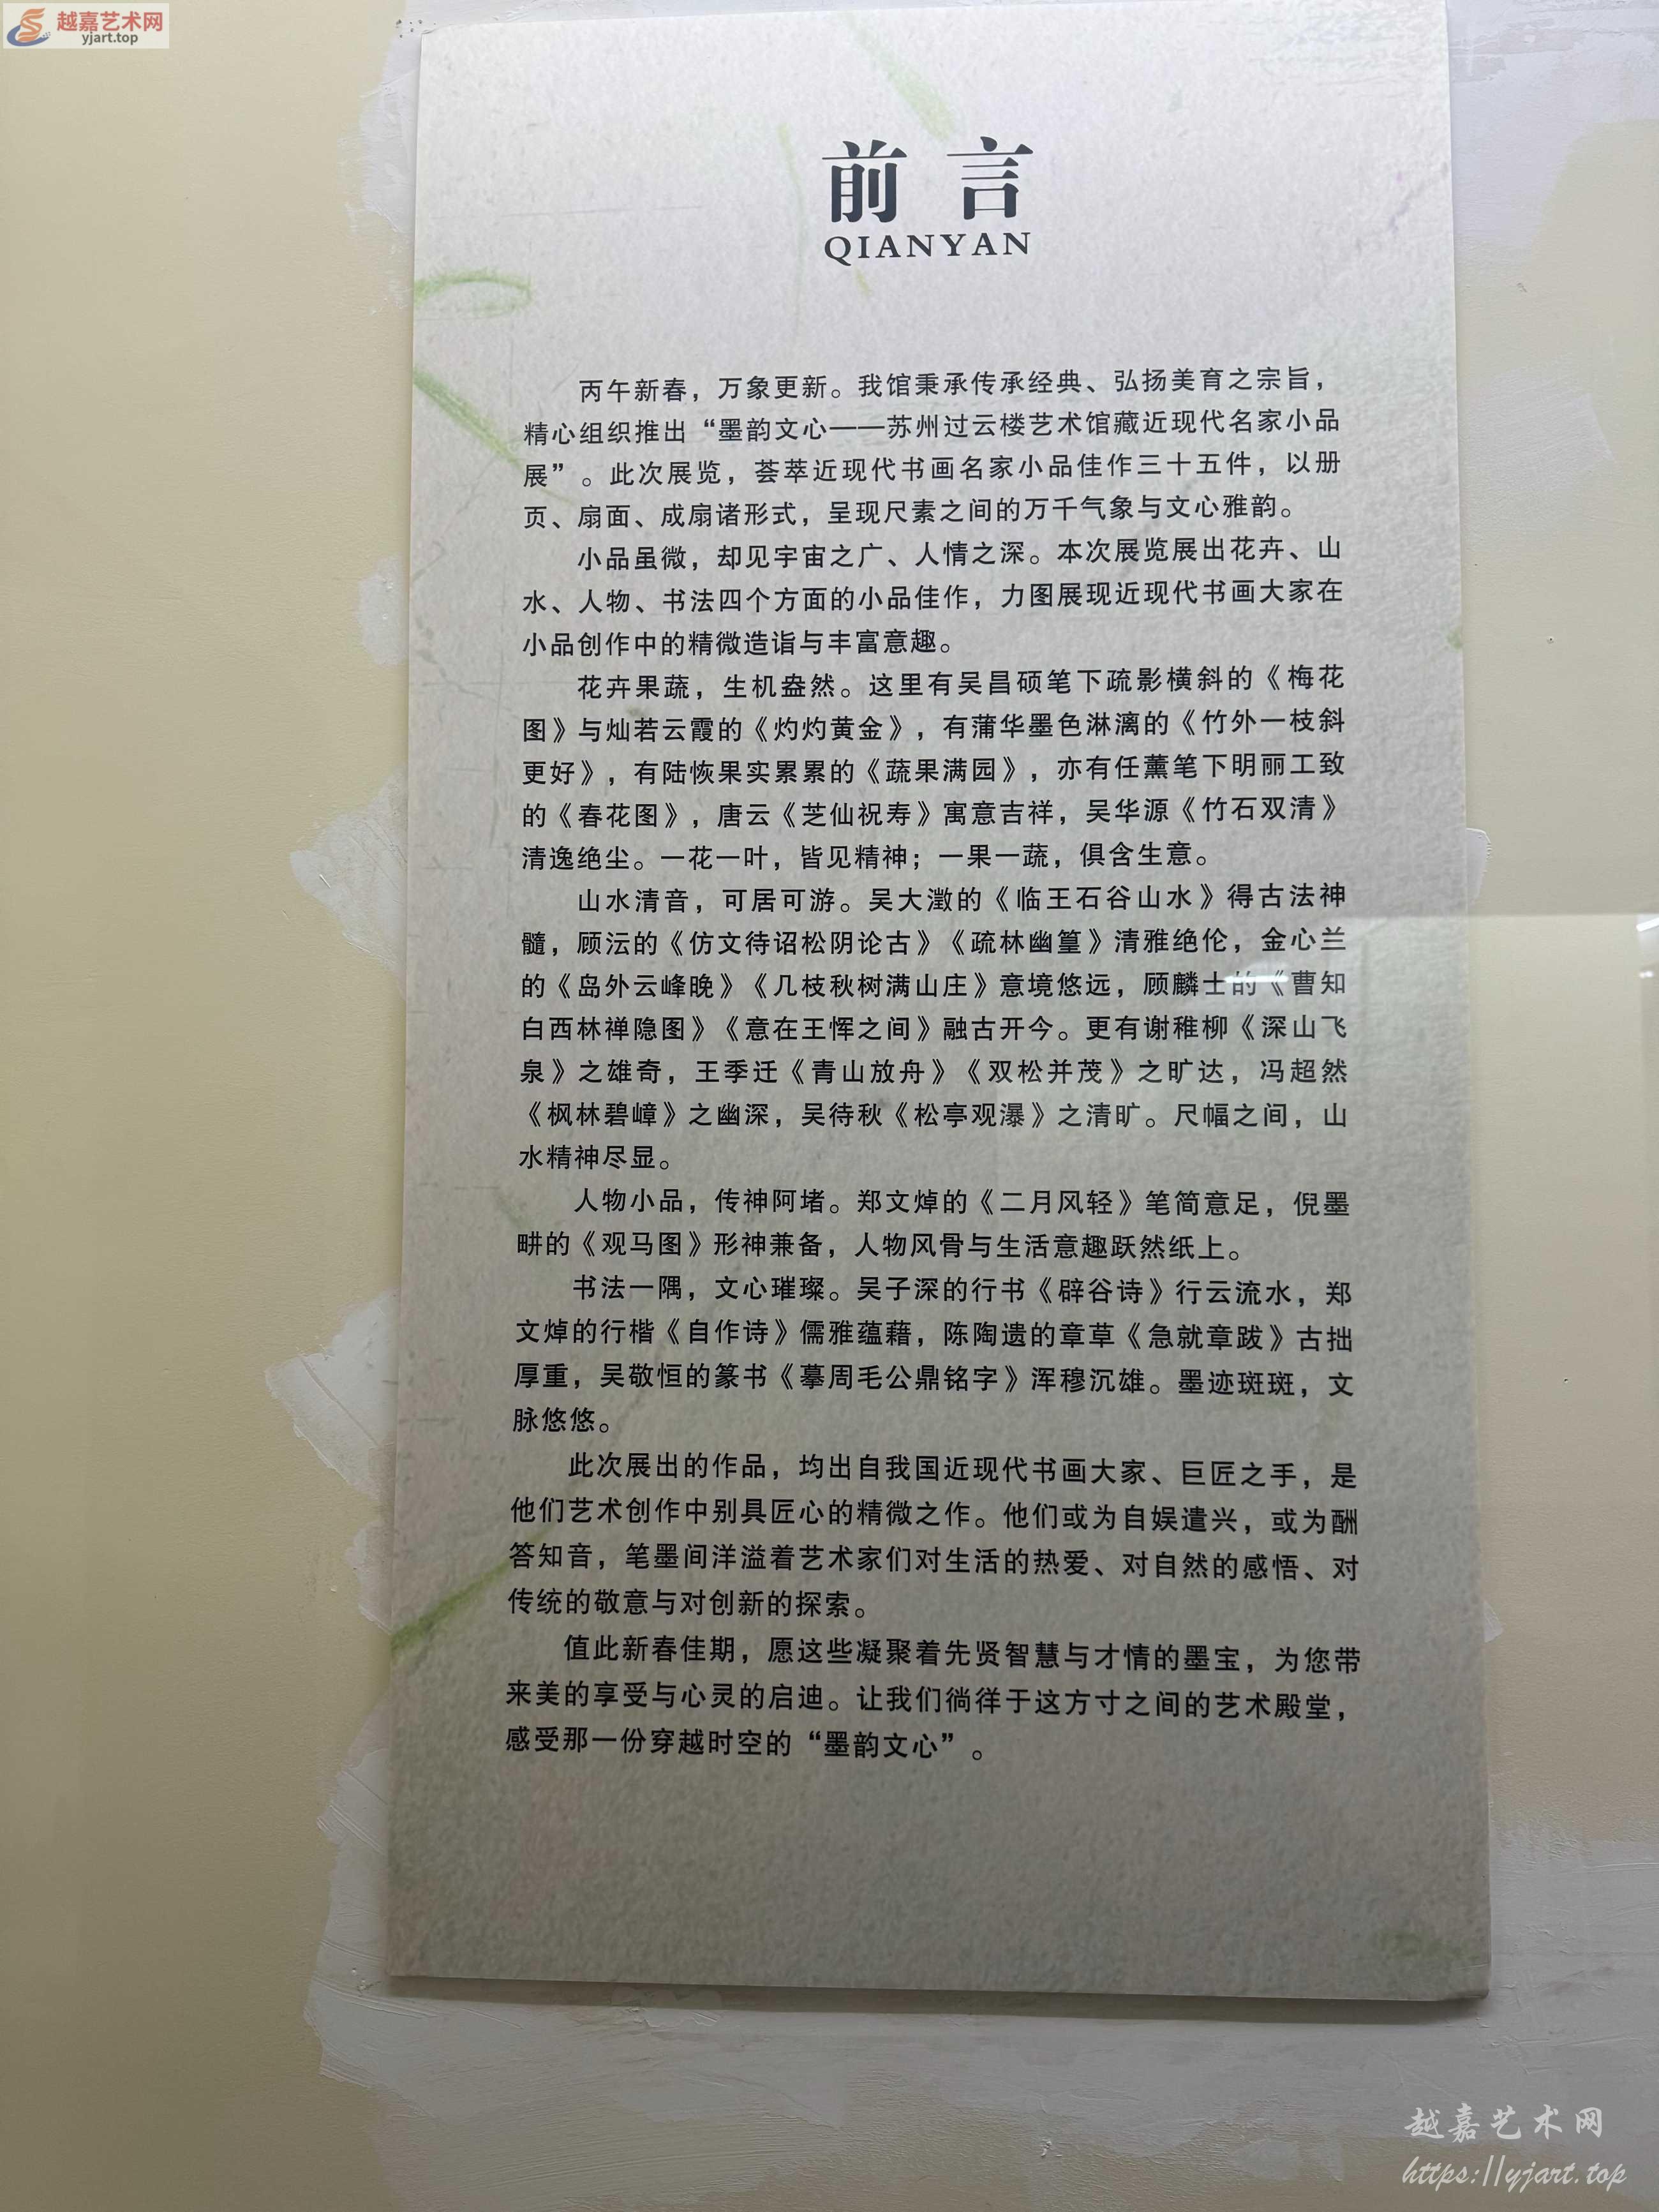 越嘉艺术网
yjart.top
前言
QIANYAN
丙午新春，万象更新。我馆秉承传承经典、弘扬美育之宗旨，
精心组织推出“墨韵文心——苏州过云楼艺术馆藏近现代名家小品
展”。此次展览，荟萃近现代书画名家小品佳作三十五件，以册
页、扇面、成扇诸形式，呈现尺素之间的万千气象与文心雅韵。
小品虽微，却见宇宙之广、人情之深。本次展览展出花卉、山
水、人物、书法四个方面的小品佳作，力图展现近现代书画大家在
小品创作中的精微造诣与丰富意趣。
花卉果蔬，生机盎然。这里有吴昌硕笔下疏影横斜的《梅花
图》与灿若云霞的《灼灼黄金》，有蒲华墨色淋漓的《竹外一枝斜
更好》，有陆恢果实累累的《蔬果满园》，亦有任薰笔下明丽工致
的《春花图》，唐云《芝仙祝寿》寓意吉祥，吴华源《竹石双清》
清逸绝尘。一花一叶，皆见精神；一果一蔬，俱含生意。
山水清音，可居可游。吴大澂的《临王石谷山水》得古法神
髓，顾沄的《仿文待诏松阴论古》《疏林幽篁》清雅绝伦，金心兰
的《岛外云峰晚》《几枝秋树满山庄》意境悠远，顾麟士的《曹知
白西林禅隐图》《意在王恽之间》融古开今。更有谢稚柳《深山飞
泉》之雄奇，王季迁《青山放舟》《双松并茂》之旷达，冯超然
《枫林碧嶂》之幽深，吴待秋《松亭观瀑》之清旷。尺幅之间，山
水精神尽显。
人物小品，传神阿堵。郑文焯的《二月风轻》笔简意足，倪墨
畊的《观马图》形神兼备，人物风骨与生活意趣跃然纸上。
书法一隅，文心璀璨。吴子深的行书《辟谷诗》行云流水，郑
文焯的行楷《自作诗》儒雅蕴藉，陈陶遗的章草《急就章跋》古拙
厚重，吴敬恒的篆书《摹周毛公鼎铭字》浑穆沉雄。墨迹斑斑，文
脉悠悠。
此次展出的作品，均出自我国近现代书画大家、巨匠之手，是
他们艺术创作中别具匠心的精微之作。他们或为自娱遣兴，或为酬
答知音，笔墨间洋溢着艺术家们对生活的热爱、对自然的感悟、对
传统的敬意与对创新的探索。
值此新春佳期，愿这些凝聚着先贤智慧与才情的墨宝，为您带
来美的享受与心灵的启迪。让我们徜徉于这方寸之间的艺术殿堂，
感受那一份穿越时空的“墨韵文心”。
越嘉艺术网
https://yjart.top